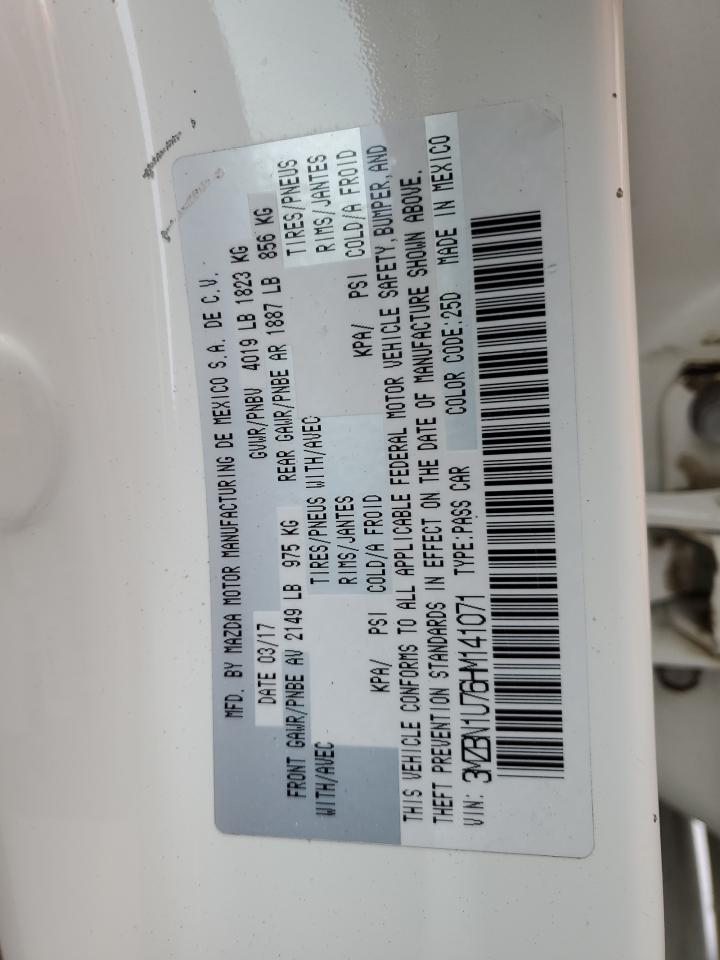 MFD. BY MAZDA MOTOR MANUFACTURING DE MEXICO S.A. DE C.V.
DATE 03/17 GVWR/PNBV 4019 LB 1823 KG
FRONT GAWR/PNBE AV 2149 LB 975 KG REAR GAWR/PNBE AR 1887 LB 856 KG
WITH/AVEC TIRES/PNEUS WITH/AVEC TIRES/PNEUS
RIMS/JANTES RIMS/JANTES
KPA/ PSI COLD/A FROID KPA/ PSI COLD/A FROID
THIS VEHICLE CONFORMS TO ALL APPLICABLE FEDERAL MOTOR VEHICLE SAFETY, BUMPER, AND
THEFT PREVENTION STANDARDS IN EFFECT ON THE DATE OF MANUFACTURE SHOWN ABOVE.
VIN: 3MZBN1U76HM141071 TYPE:PASS CAR COLOR CODE:25D MADE IN MEXICO